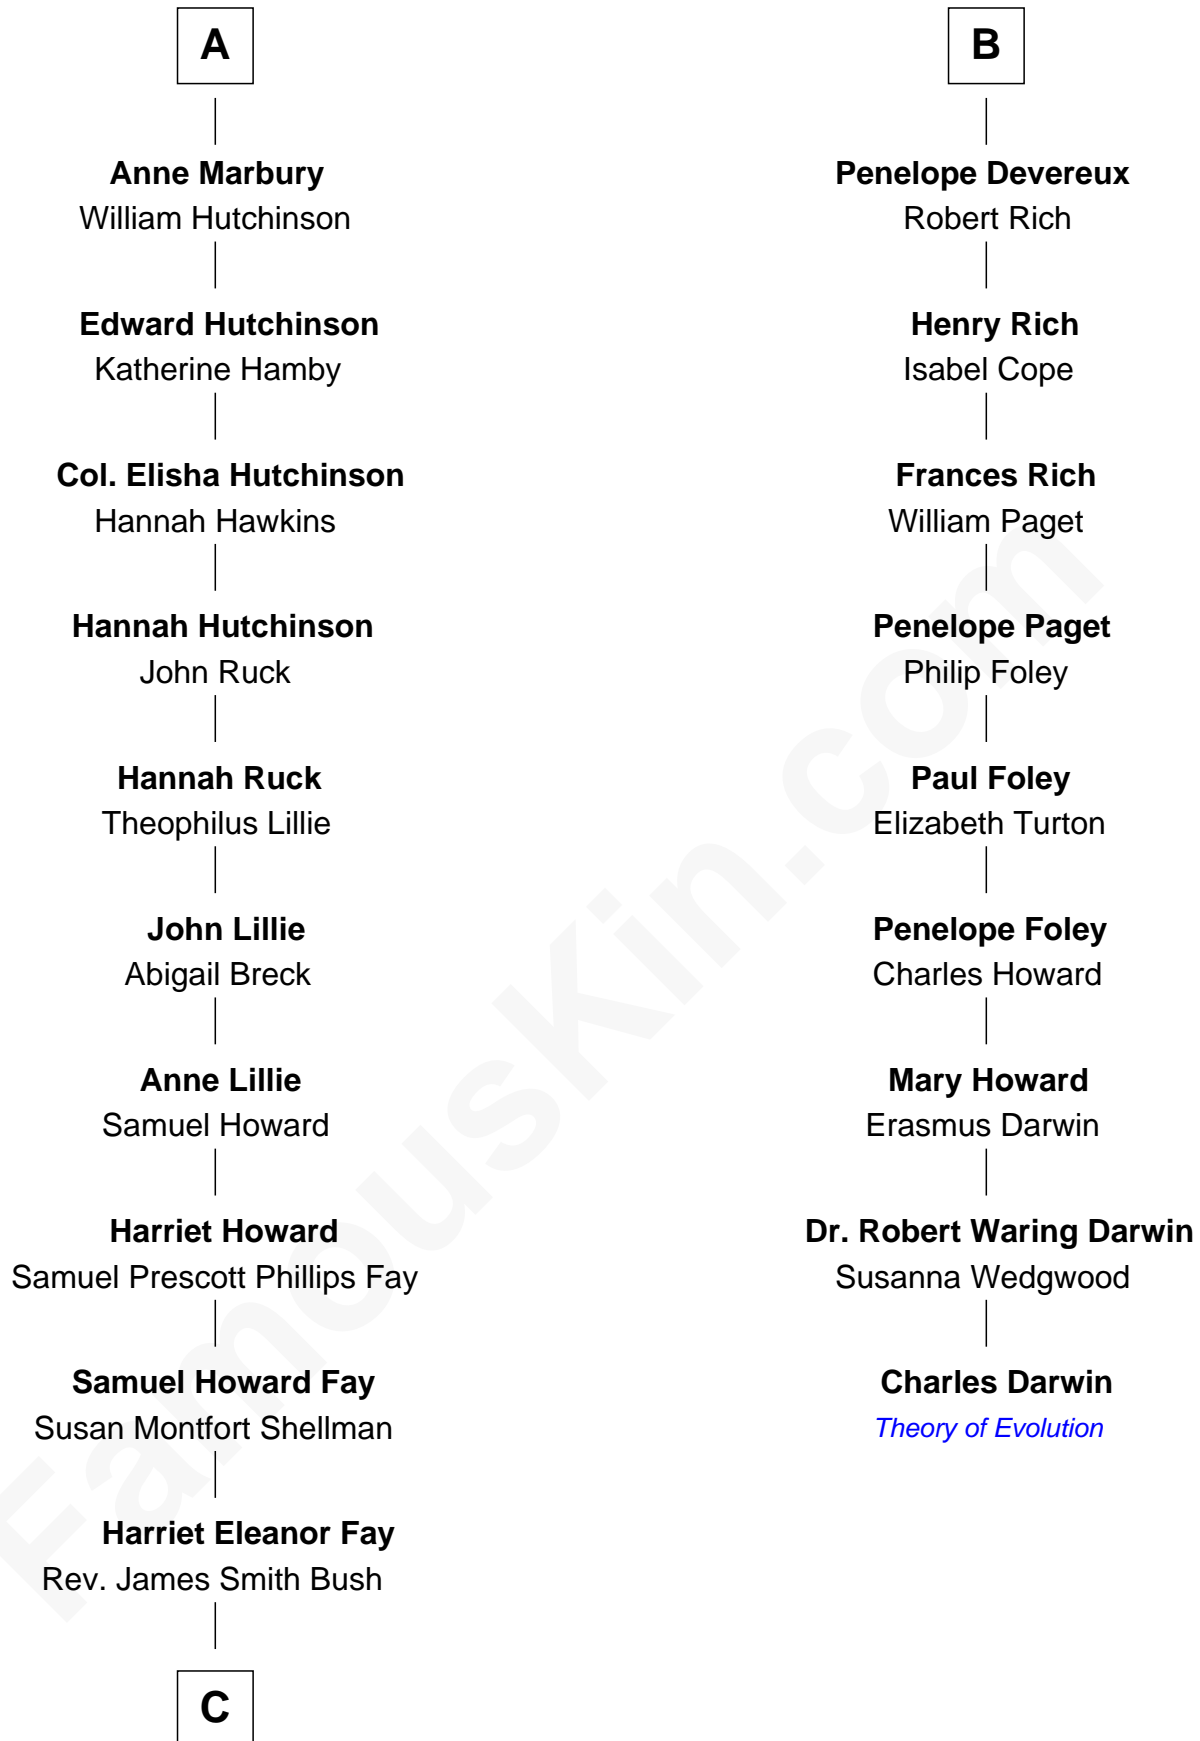 A
Anne Marbury
William Hutchinson
Edward Hutchinson
Katherine Hamby
Col. Elisha Hutchinson
Hannah Hawkins
Hannah Hutchinson
John Ruck
Hannah Ruck
Theophilus Lillie
John Lillie
Abigail Breck
Anne Lillie
Samuel Howard
Harriet Howard
Samuel Prescott Phillips Fay
Samuel Howard Fay
Susan Montfort Shellman
Harriet Eleanor Fay
Rev. James Smith Bush
C
B
Penelope Devereux
Robert Rich
Henry Rich
Isabel Cope
Frances Rich
William Paget
Penelope Paget
Philip Foley
Paul Foley
Elizabeth Turton
Penelope Foley
Charles Howard
Mary Howard
Erasmus Darwin
Dr. Robert Waring Darwin
Susanna Wedgwood
Charles Darwin
Theory of Evolution
FamousKin.com